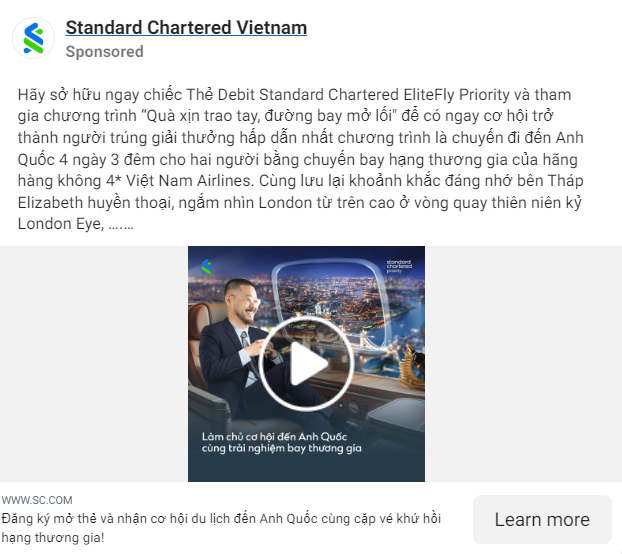 Standard Chartered Vietnam
Sponsored
Hãy sở hữu ngay chiếc Thẻ Debit Standard Chartered EliteFly Priority và tham
gia chương trình “Quà xịn trao tay, đường bay mở lối" để có ngay cơ hội trở
thành người trúng giải thưởng hấp dẫn nhất chương trình là chuyến đi đến Anh
Quốc 4 ngày 3 đêm cho hai người bằng chuyến bay hạng thương gia của hãng
hàng không 4* Việt Nam Airlines. Cùng lưu lại khoảnh khắc đáng nhớ bên Tháp
Elizabeth huyền thoại, ngắm nhìn London từ trên cao ở vòng quay thiên niên kỷ
London Eye, …....
standard
chartered
priority
Làm chủ cơ hội đến Anh Quốc
cùng trải nghiệm bay thương gia
WWW.SC.COM
Đăng ký mở thẻ và nhận cơ hội du lịch đến Anh Quốc cùng cặp vé khứ hồi
hạng thương gia!
Learn more